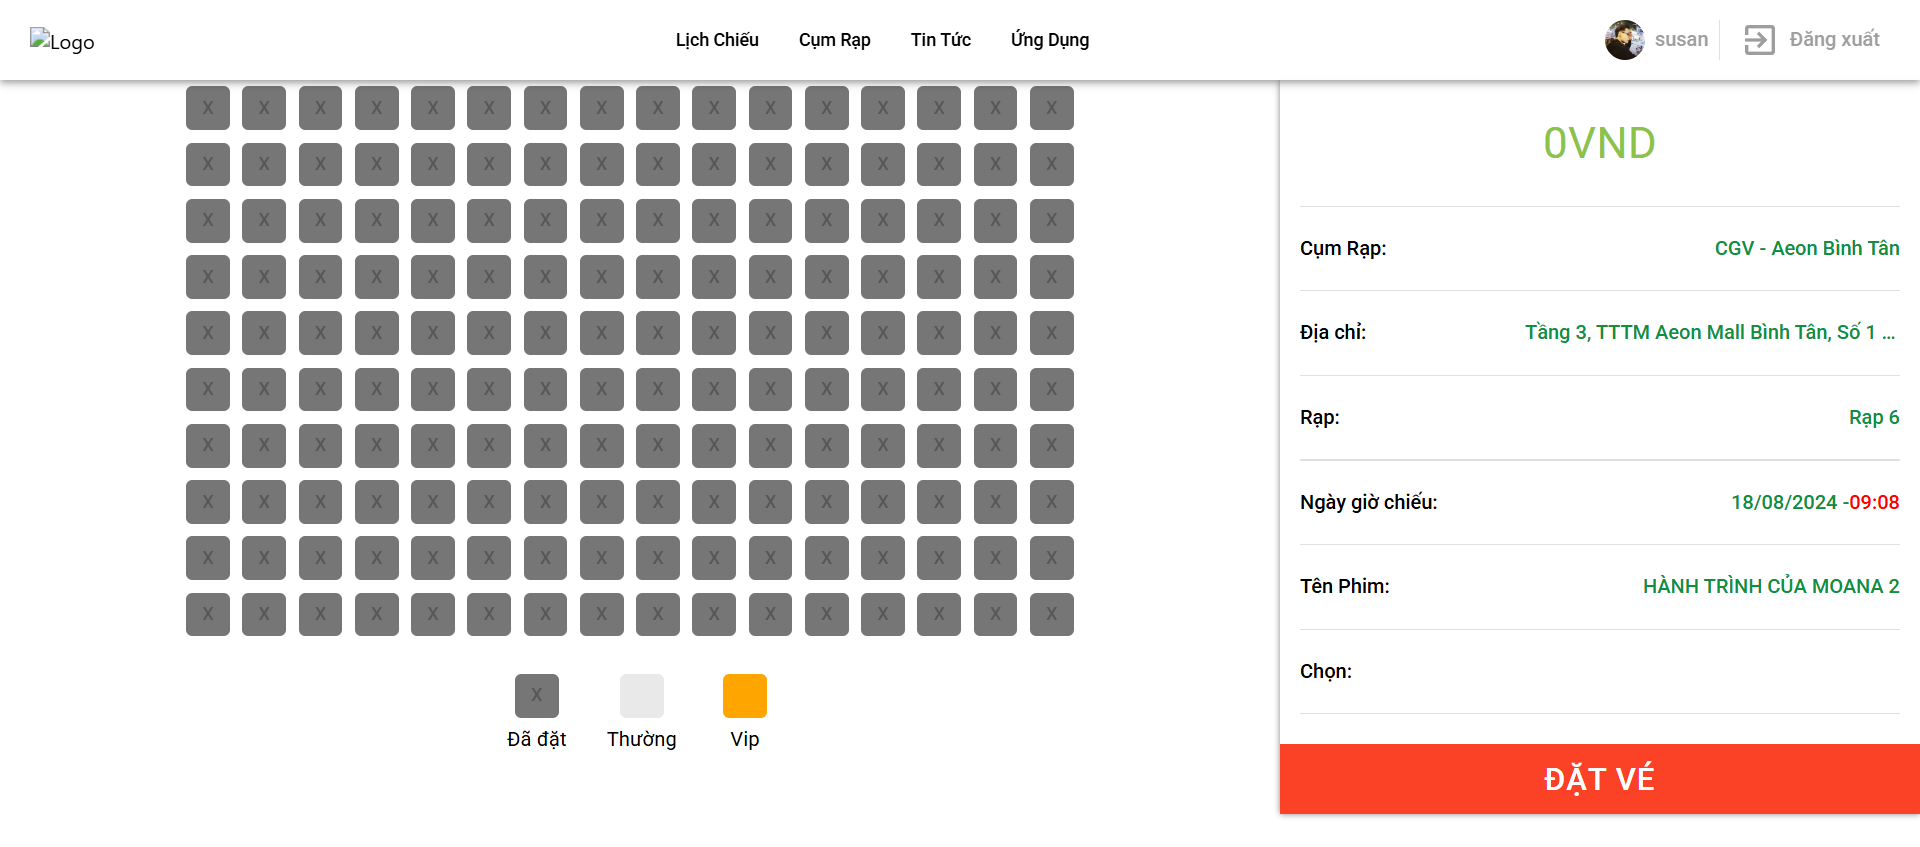 Logo
Lịch Chiếu Cụm Rạp Tin Tức Ứng Dụng
susan Đăng xuất
X X X X X X X X X X X X X X X X
X X X X X X X X X X X X X X X X
X X X X X X X X X X X X X X X X
X X X X X X X X X X X X X X X X
X X X X X X X X X X X X X X X X
X X X X X X X X X X X X X X X X
X X X X X X X X X X X X X X X X
X X X X X X X X X X X X X X X X
X X X X X X X X X X X X X X X X
X X X X X X X X X X X X X X X X
X
Đã đặt Thường Vip
0VND
Cụm Rạp: CGV - Aeon Bình Tân
Địa chỉ: Tầng 3, TTTM Aeon Mall Bình Tân, Số 1 ...
Rạp: Rạp 6
Ngày giờ chiếu: 18/08/2024 -09:08
Tên Phim: HÀNH TRÌNH CỦA MOANA 2
Chọn:
ĐẶT VÉ